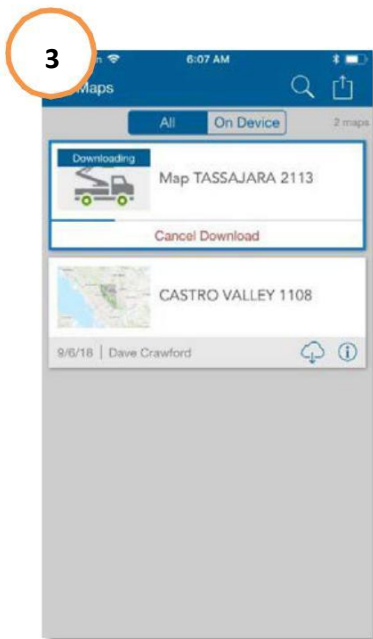 3
6:07 AM
Maps
All On Device 2 maps
Downloading
Map TASSAJARA 2113
Cancel Download
CASTRO VALLEY 1108
9/6/18 | Dave Crawford